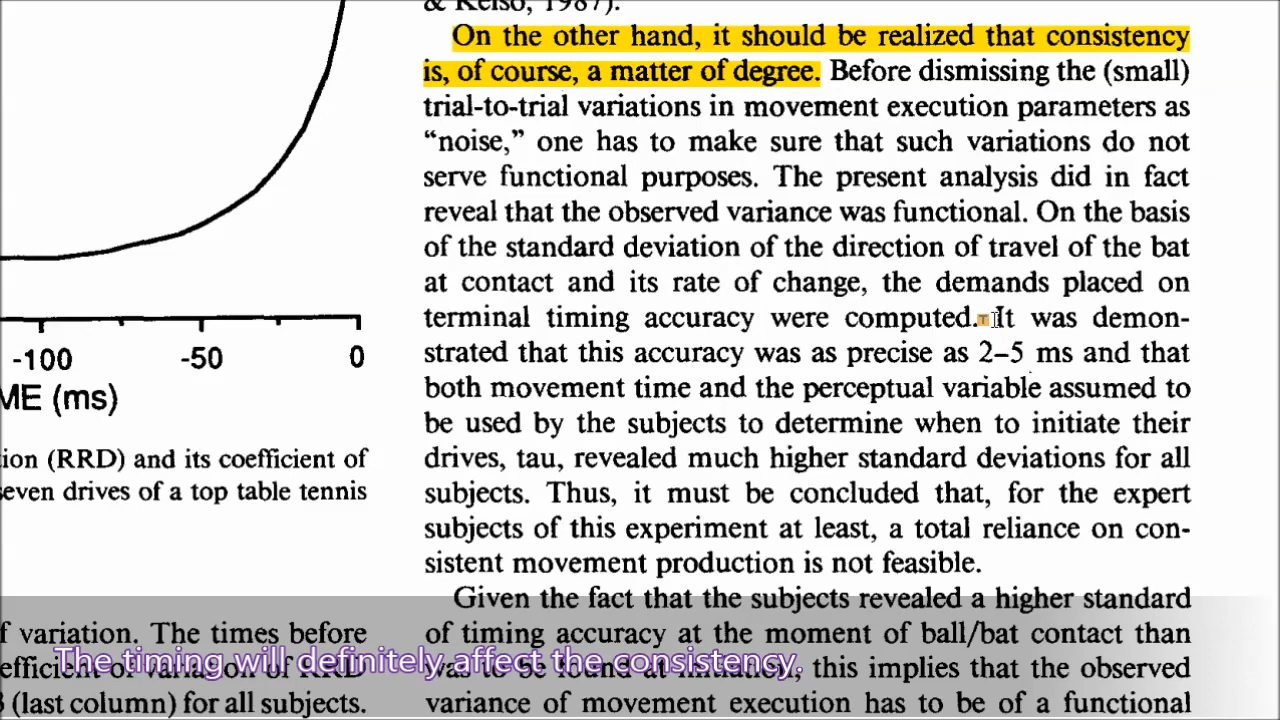 & Kelso, 1987).
On the other hand, it should be realized that consistency
is, of course, a matter of degree. Before dismissing the (small)
trial-to-trial variations in movement execution parameters as
“noise,” one has to make sure that such variations do not
serve functional purposes. The present analysis did in fact
reveal that the observed variance was functional. On the basis
of the standard deviation of the direction of travel of the bat
at contact and its rate of change, the demands placed on
terminal timing accuracy were computed. It was demon-
strated that this accuracy was as precise as 2–5 ms and that
both movement time and the perceptual variable assumed to
be used by the subjects to determine when to initiate their
drives, tau, revealed much higher standard deviations for all
subjects. Thus, it must be concluded that, for the expert
subjects of this experiment at least, a total reliance on con-
sistent movement production is not feasible.
Given the fact that the subjects revealed a higher standard
of timing accuracy at the moment of ball/bat contact than
was to be found at initiation, this implies that the observed
variance of movement execution has to be of a functional
-100 -50 0
ME (ms)
ion (RRD) and its coefficient of
seven drives of a top table tennis
f variation. The times before
efficient of variation of RRD
(last column) for all subjects.
The timing will definitely affect the consistency.